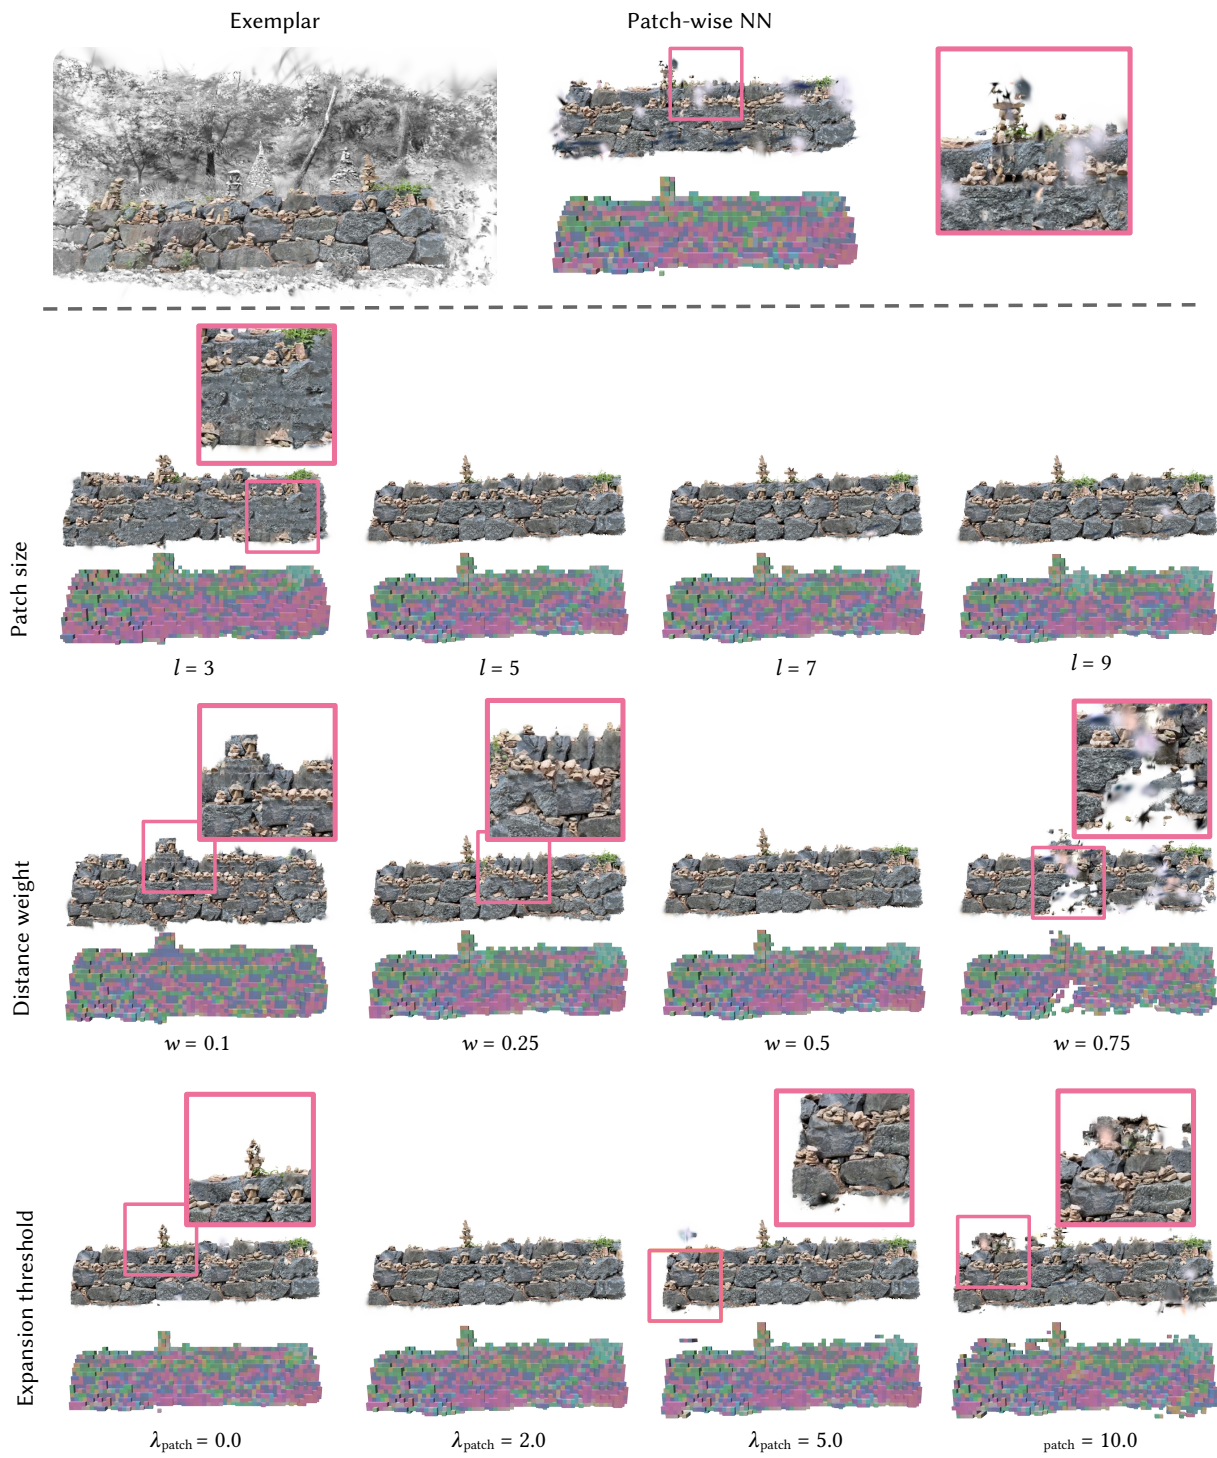 Exemplar
Patch-wise NN
Patch size
l = 3
l = 5
l = 7
l = 9
Distance weight
w = 0.1
w = 0.25
w = 0.5
w = 0.75
Expansion threshold
λpatch = 0.0
λpatch = 2.0
λpatch = 5.0
patch = 10.0